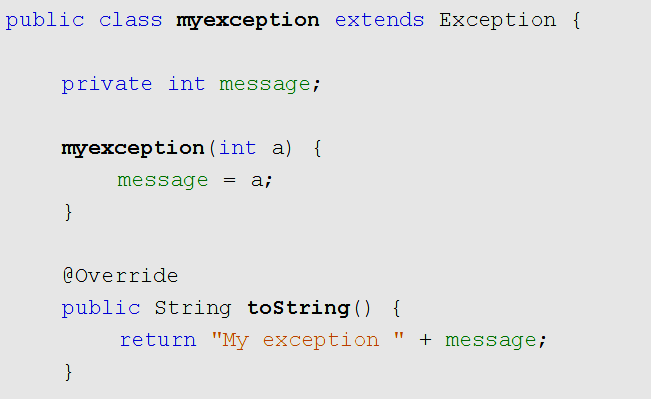 public class myexception extends Exception {
private int message;
myexception(int a) {
message = a;
}
@Override
public String toString() {
return "My exception " + message;
}